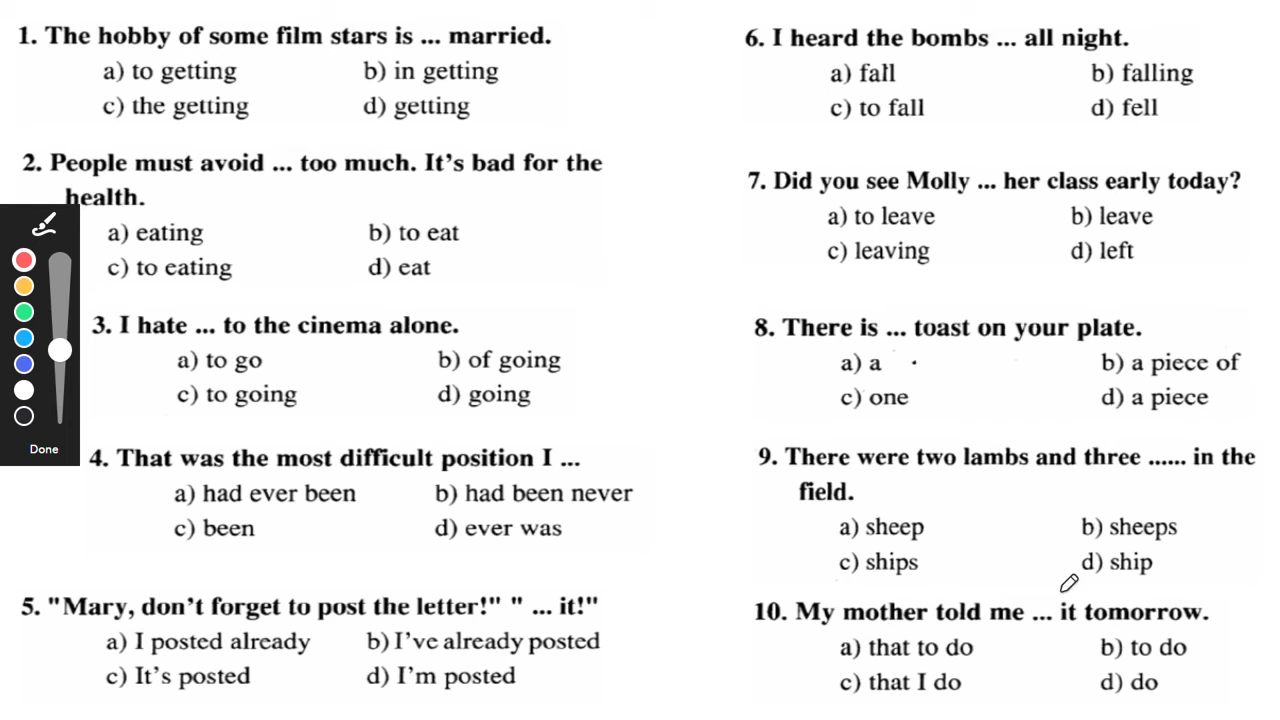 1. The hobby of some film stars is ... married.
a) to getting b) in getting
c) the getting d) getting
2. People must avoid ... too much. It's bad for the
health.
a) eating b) to eat
c) to eating d) eat
3. I hate ... to the cinema alone.
a) to go b) of going
c) to going d) going
Done
4. That was the most difficult position I ...
a) had ever been b) had been never
c) been d) ever was
5. "Mary, don't forget to post the letter!" " ... it!"
a) I posted already b) I've already posted
c) It's posted d) I'm posted
6. I heard the bombs ... all night.
a) fall b) falling
c) to fall d) fell
7. Did you see Molly ... her class early today?
a) to leave b) leave
c) leaving d) left
8. There is ... toast on your plate.
a) a b) a piece of
c) one d) a piece
9. There were two lambs and three ...... in the
field.
a) sheep b) sheeps
c) ships d) ship
10. My mother told me ... it tomorrow.
a) that to do b) to do
c) that I do d) do